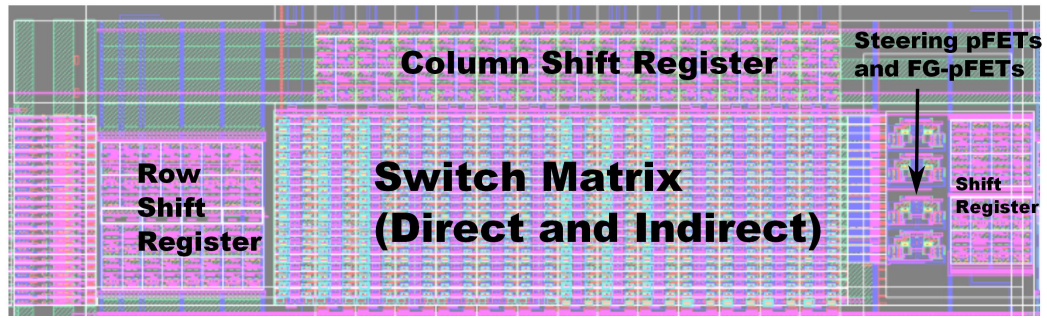 Column Shift Register
Steering pFETs
and FG-pFETs
Row
Shift
Register
Switch Matrix
(Direct and Indirect)
Shift
Register